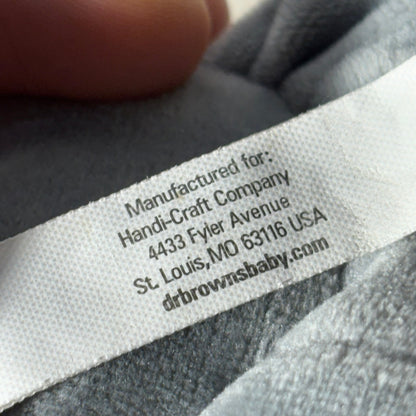 Manufactured for:
Handi-Craft Company
4433 Fyler Avenue
St. Louis, MO 63116 USA
drbrownsbaby.com